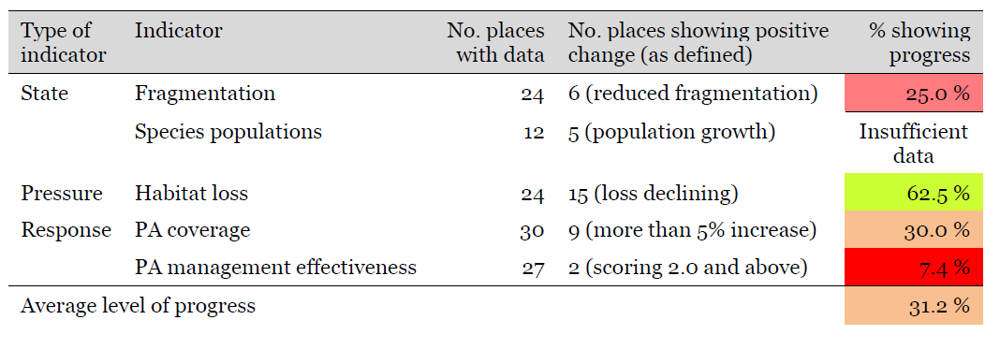 Type of indicator Indicator No. places with data No. places showing positive change (as defined) % showing progress
State Fragmentation 24 6 (reduced fragmentation) 25.0 %
Species populations 12 5 (population growth) Insufficient data
Pressure Habitat loss 24 15 (loss declining) 62.5 %
Response PA coverage 30 9 (more than 5% increase) 30.0 %
PA management effectiveness 27 2 (scoring 2.0 and above) 7.4 %
Average level of progress 31.2 %